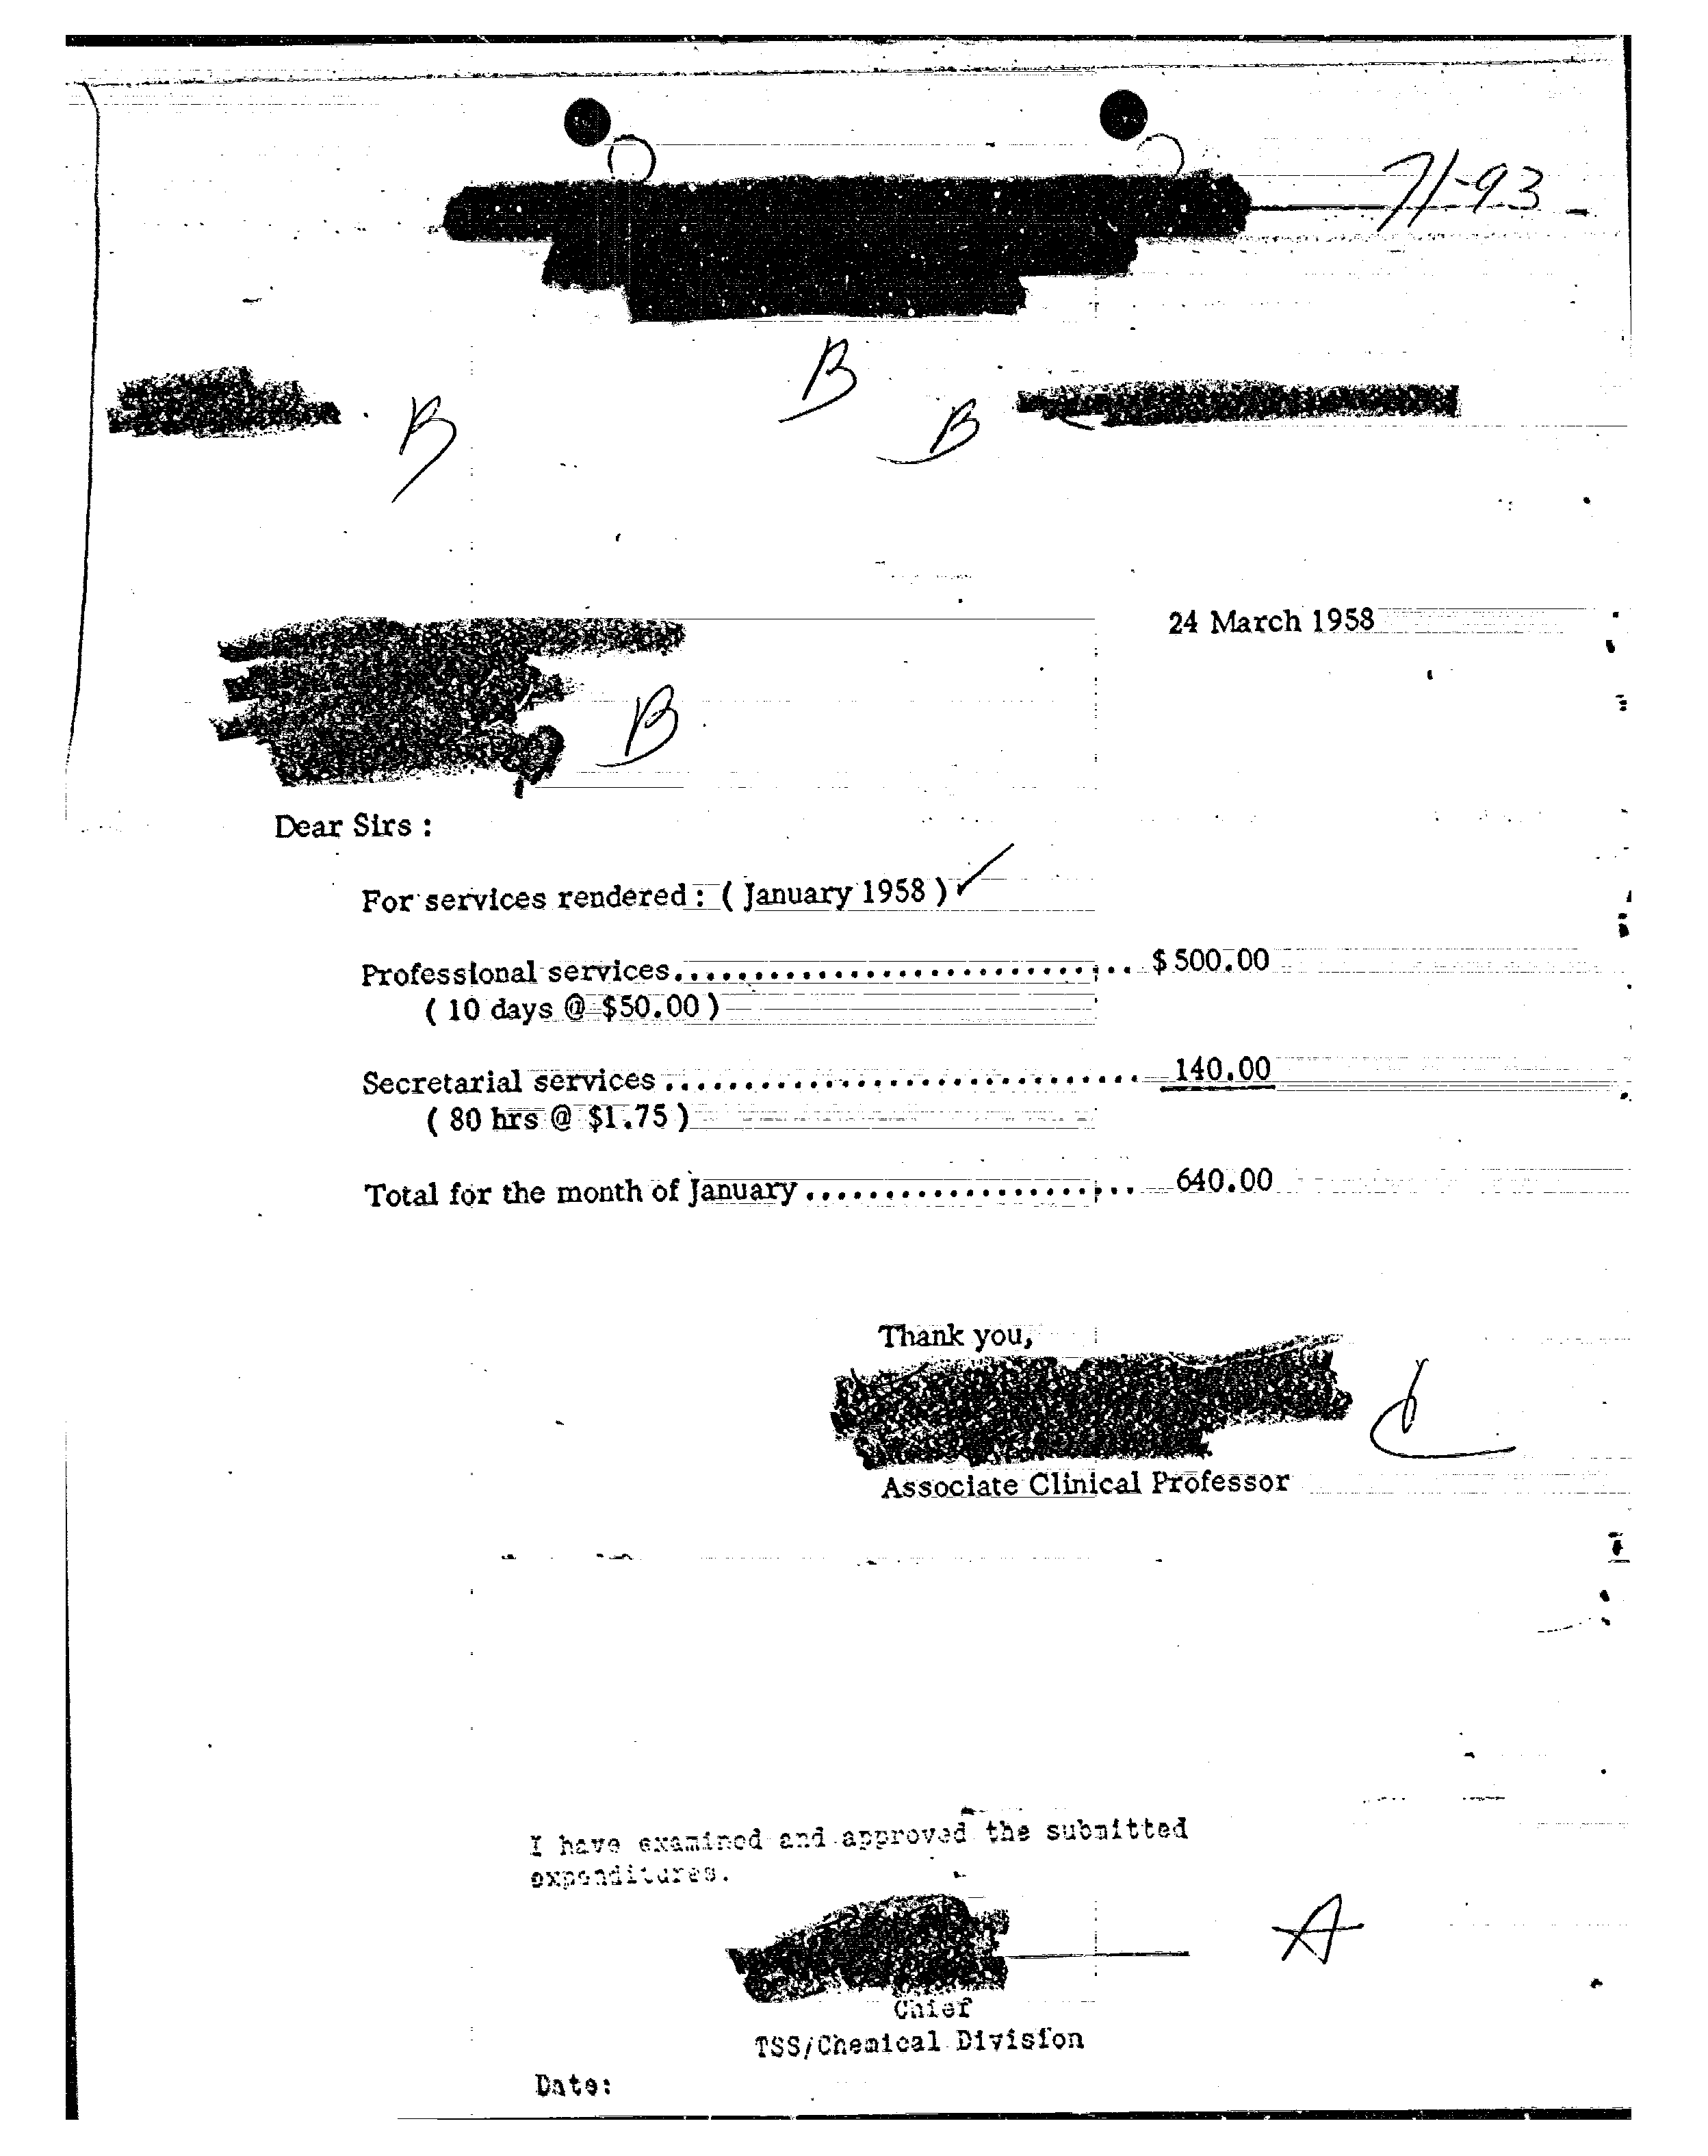 71-93
B
B
B
24 March 1958
B
Dear Sirs :
For services rendered : ( January 1958 ) ✓
Professional services............................... $500.00
( 10 days @ $50.00 )
Secretarial services ............................... 140.00
( 80 hrs @ $1.75 )
Total for the month of January...................... 640.00
Thank you,
C
Associate Clinical Professor
I have examined and approved the submitted
expenditures.
A
Chief
TSS/Chemical Division
Date: